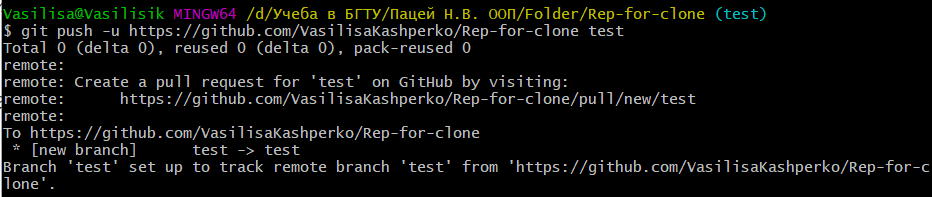 Vasilisa@Vasilisik MINGW64 /d/Учеба в БГТУ/Пацей Н.В. ООП/Folder/Rep-for-clone (test)
$ git push -u https://github.com/VasilisaKashperko/Rep-for-clone test
Total 0 (delta 0), reused 0 (delta 0), pack-reused 0
remote:
remote: Create a pull request for 'test' on GitHub by visiting:
remote:      https://github.com/VasilisaKashperko/Rep-for-clone/pull/new/test
remote:
To https://github.com/VasilisaKashperko/Rep-for-clone
 * [new branch]      test -> test
Branch 'test' set up to track remote branch 'test' from 'https://github.com/VasilisaKashperko/Rep-for-c
lone'.